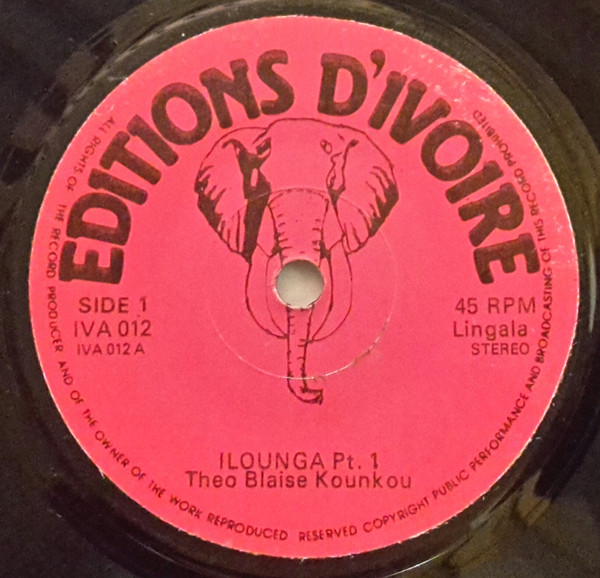 EDITIONS D'IVOIRE
SIDE 1
IVA 012
IVA 012 A
45 RPM
Lingala
STEREO
ILOUNGA Pt. 1
Theo Blaise Kounkou
ALL RIGHTS OF THE RECORD PRODUCER AND OF THE OWNER OF THE WORK REPRODUCED RESERVED COPYRIGHT PUBLIC PERFORMANCE AND BROADCASTING OF THIS RECORD PROHIBITED